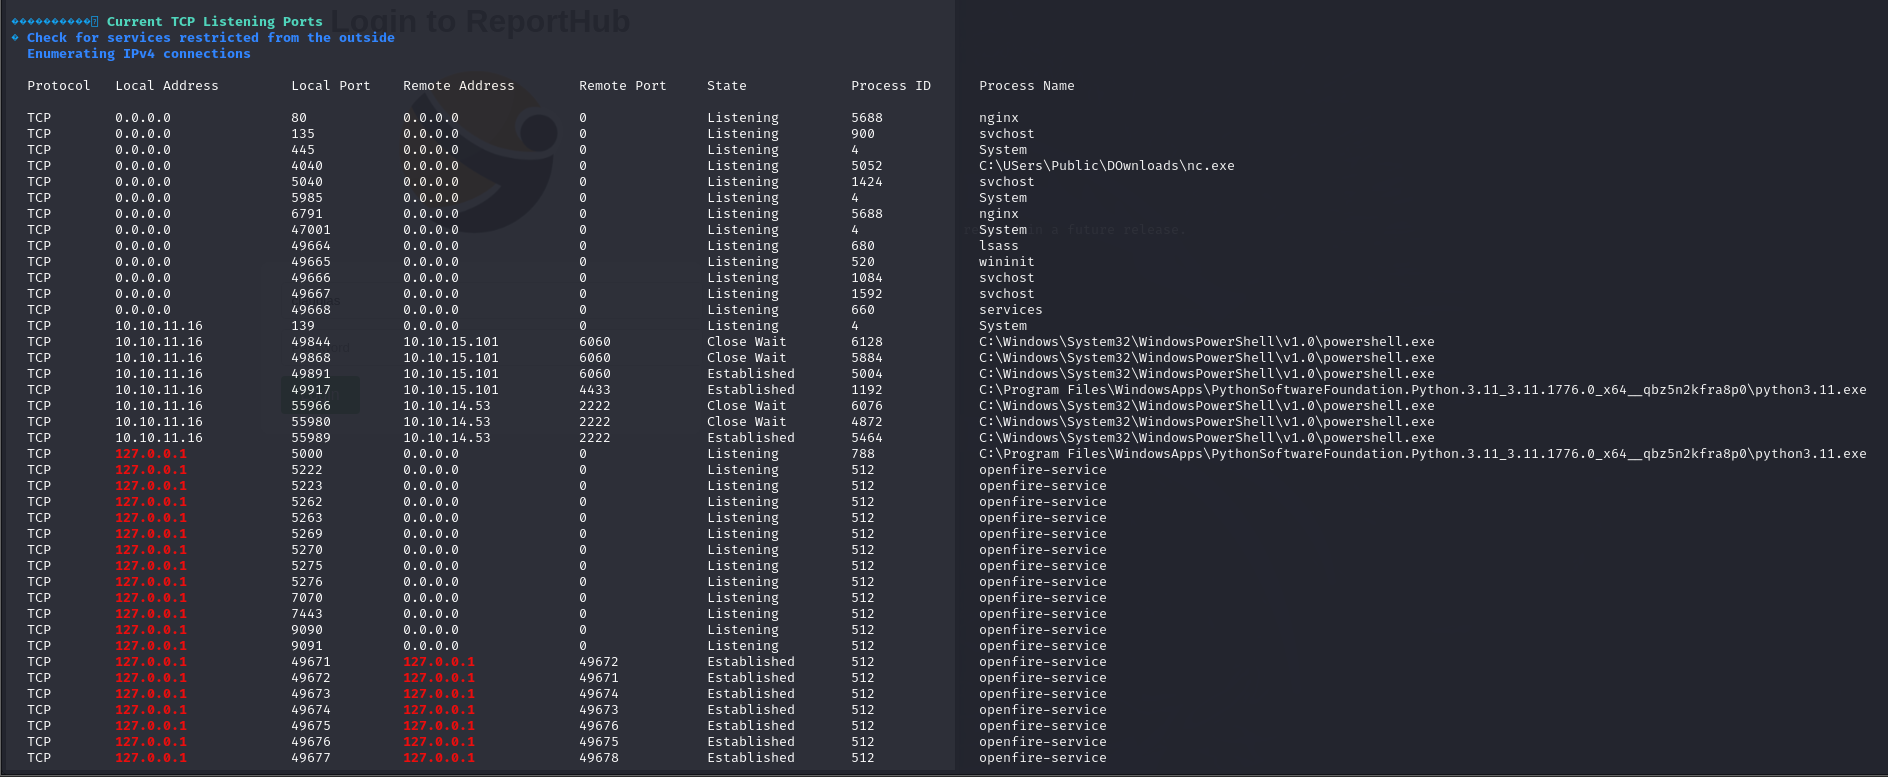 Login to ReportHub
Current TCP Listening Ports
Check for services restricted from the outside
Enumerating IPv4 connections
Protocol Local Address Local Port Remote Address Remote Port State Process ID Process Name
TCP 0.0.0.0 80 0.0.0.0 0 Listening 5688 nginx
TCP 0.0.0.0 135 0.0.0.0 0 Listening 900 svchost
TCP 0.0.0.0 445 0.0.0.0 0 Listening 4 System
TCP 0.0.0.0 4040 0.0.0.0 0 Listening 5052 C:\USers\Public\DOwnloads\nc.exe
TCP 0.0.0.0 5040 0.0.0.0 0 Listening 1424 svchost
TCP 0.0.0.0 5985 0.0.0.0 0 Listening 4 System
TCP 0.0.0.0 6791 0.0.0.0 0 Listening 5688 nginx
TCP 0.0.0.0 47001 0.0.0.0 0 Listening 4 System in a future release.
TCP 0.0.0.0 49664 0.0.0.0 0 Listening 680 lsass
TCP 0.0.0.0 49665 0.0.0.0 0 Listening 520 wininit
TCP 0.0.0.0 49666 0.0.0.0 0 Listening 1084 svchost
TCP 0.0.0.0 49667 0.0.0.0 0 Listening 1592 svchost
TCP 0.0.0.0 49668 0.0.0.0 0 Listening 660 services
TCP 10.10.11.16 139 0.0.0.0 0 Listening 4 System
TCP 10.10.11.16 49844 10.10.15.101 6060 Close Wait 6128 C:\Windows\System32\WindowsPowerShell\v1.0\powershell.exe
TCP 10.10.11.16 49868 10.10.15.101 6060 Close Wait 5884 C:\Windows\System32\WindowsPowerShell\v1.0\powershell.exe
TCP 10.10.11.16 49891 10.10.15.101 6060 Established 5004 C:\Windows\System32\WindowsPowerShell\v1.0\powershell.exe
TCP 10.10.11.16 49917 10.10.15.101 4433 Established 1192 C:\Program Files\WindowsApps\PythonSoftwareFoundation.Python.3.11_3.11.1776.0_x64__qbz5n2kfra8p0\python3.11.exe
TCP 10.10.11.16 55966 10.10.14.53 2222 Close Wait 6076 C:\Windows\System32\WindowsPowerShell\v1.0\powershell.exe
TCP 10.10.11.16 55980 10.10.14.53 2222 Close Wait 4872 C:\Windows\System32\WindowsPowerShell\v1.0\powershell.exe
TCP 10.10.11.16 55989 10.10.14.53 2222 Established 5464 C:\Windows\System32\WindowsPowerShell\v1.0\powershell.exe
TCP 127.0.0.1 5000 0.0.0.0 0 Listening 788 C:\Program Files\WindowsApps\PythonSoftwareFoundation.Python.3.11_3.11.1776.0_x64__qbz5n2kfra8p0\python3.11.exe
TCP 127.0.0.1 5222 0.0.0.0 0 Listening 512 openfire-service
TCP 127.0.0.1 5223 0.0.0.0 0 Listening 512 openfire-service
TCP 127.0.0.1 5262 0.0.0.0 0 Listening 512 openfire-service
TCP 127.0.0.1 5263 0.0.0.0 0 Listening 512 openfire-service
TCP 127.0.0.1 5269 0.0.0.0 0 Listening 512 openfire-service
TCP 127.0.0.1 5270 0.0.0.0 0 Listening 512 openfire-service
TCP 127.0.0.1 5275 0.0.0.0 0 Listening 512 openfire-service
TCP 127.0.0.1 5276 0.0.0.0 0 Listening 512 openfire-service
TCP 127.0.0.1 7070 0.0.0.0 0 Listening 512 openfire-service
TCP 127.0.0.1 7443 0.0.0.0 0 Listening 512 openfire-service
TCP 127.0.0.1 9090 0.0.0.0 0 Listening 512 openfire-service
TCP 127.0.0.1 9091 0.0.0.0 0 Listening 512 openfire-service
TCP 127.0.0.1 49671 127.0.0.1 49672 Established 512 openfire-service
TCP 127.0.0.1 49672 127.0.0.1 49671 Established 512 openfire-service
TCP 127.0.0.1 49673 127.0.0.1 49674 Established 512 openfire-service
TCP 127.0.0.1 49674 127.0.0.1 49673 Established 512 openfire-service
TCP 127.0.0.1 49675 127.0.0.1 49676 Established 512 openfire-service
TCP 127.0.0.1 49676 127.0.0.1 49675 Established 512 openfire-service
TCP 127.0.0.1 49677 127.0.0.1 49678 Established 512 openfire-service